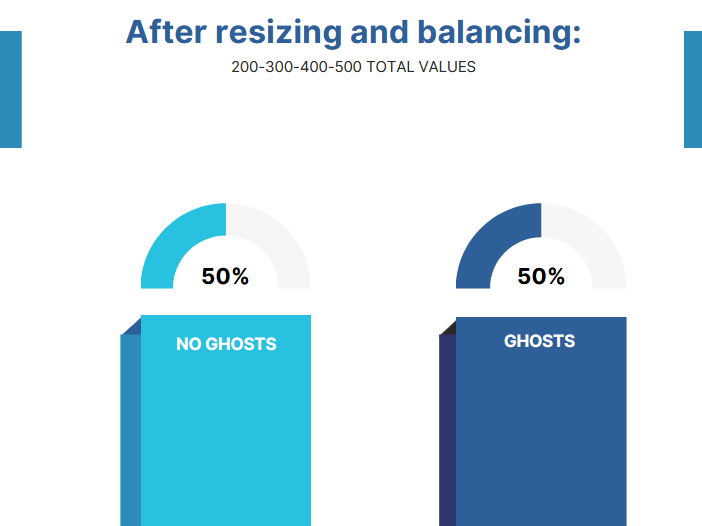 After resizing and balancing:
200-300-400-500 TOTAL VALUES
50%
50%
NO GHOSTS
GHOSTS